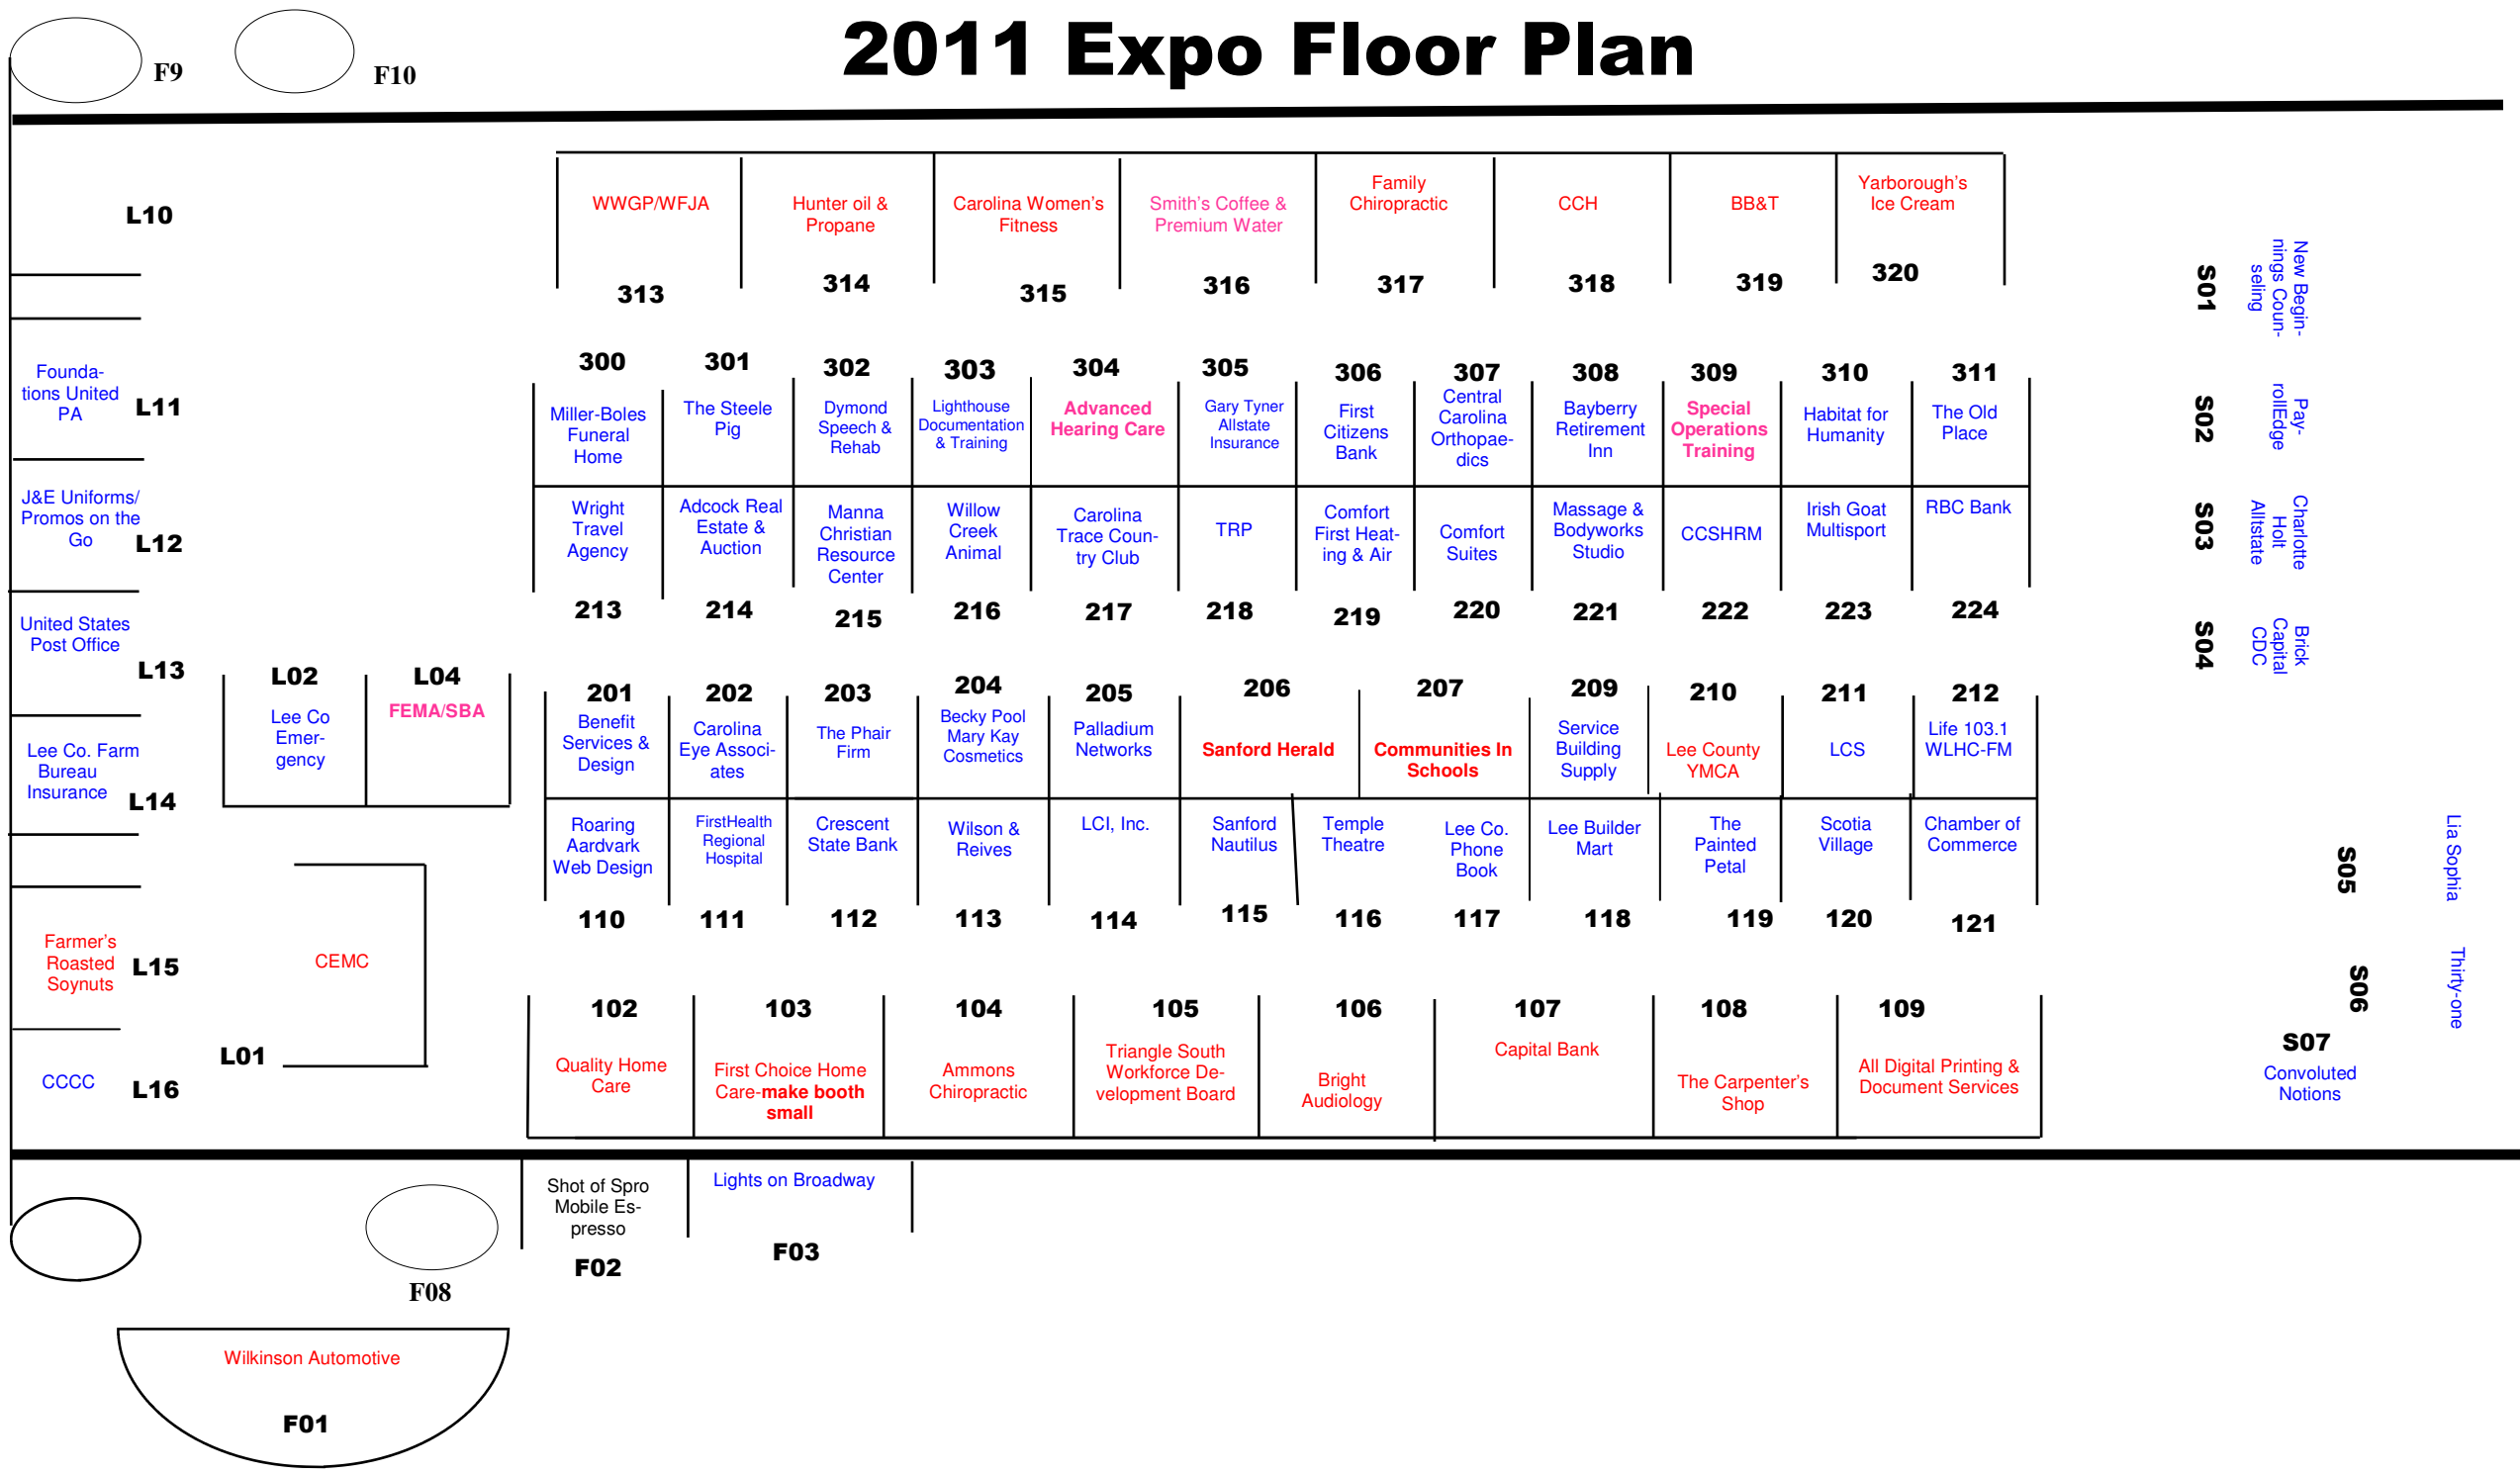 2011 Expo Floor Plan
F9
F10
L10
WWGP/WFJA
313
Hunter oil &
Propane
314
Carolina Women's
Fitness
315
Smith's Coffee &
Premium Water
316
Family
Chiropractic
317
CCH
318
BB&T
319
Yarborough's
Ice Cream
320
S01
New Begin-
nings Coun-
seling
Founda-
tions United
PA
L11
300
Miller-Boles
Funeral
Home
301
The Steele
Pig
302
Dymond
Speech &
Rehab
303
Lighthouse
Documentation
& Training
304
Advanced
Hearing Care
305
Gary Tyner
Allstate
Insurance
306
First
Citizens
Bank
307
Central
Carolina
Orthopae-
dics
308
Bayberry
Retirement
Inn
309
Special
Operations
Training
310
Habitat for
Humanity
311
The Old
Place
S02
Pay-
rollEdge
J&E Uniforms/
Promos on the
Go
L12
Wright
Travel
Agency
213
Adcock Real
Estate &
Auction
214
Manna
Christian
Resource
Center
215
Willow
Creek
Animal
216
Carolina
Trace Coun-
try Club
217
TRP
218
Comfort
First Heat-
ing & Air
219
Comfort
Suites
220
Massage &
Bodyworks
Studio
221
CCSHRM
222
Irish Goat
Multisport
223
RBC Bank
224
S03
Charlotte
Holt
Alltstate
United States
Post Office
L13
S04
Brick
Capital
CDC
L02
Lee Co
Emer-
gency
L04
FEMA/SBA
201
Benefit
Services &
Design
202
Carolina
Eye Associ-
ates
203
The Phair
Firm
204
Becky Pool
Mary Kay
Cosmetics
205
Palladium
Networks
206
Sanford Herald
207
Communities In
Schools
209
Service
Building
Supply
210
Lee County
YMCA
211
LCS
212
Life 103.1
WLHC-FM
Lee Co. Farm
Bureau
Insurance
L14
Roaring
Aardvark
Web Design
110
FirstHealth
Regional
Hospital
111
Crescent
State Bank
112
Wilson &
Reives
113
LCI, Inc.
114
Sanford
Nautilus
115
Temple
Theatre
116
Lee Co.
Phone
Book
117
Lee Builder
Mart
118
The
Painted
Petal
119
Scotia
Village
120
Chamber of
Commerce
121
S05
Lia Sophia
Farmer's
Roasted
Soynuts
L15
CEMC
L01
S06
Thirty-one
CCCC
L16
102
Quality Home
Care
103
First Choice Home
Care-make booth
small
104
Ammons
Chiropractic
105
Triangle South
Workforce De-
velopment Board
106
Bright
Audiology
107
Capital Bank
108
The Carpenter's
Shop
109
All Digital Printing &
Document Services
S07
Convoluted
Notions
Shot of Spro
Mobile Es-
presso
F02
Lights on Broadway
F03
F08
Wilkinson Automotive
F01